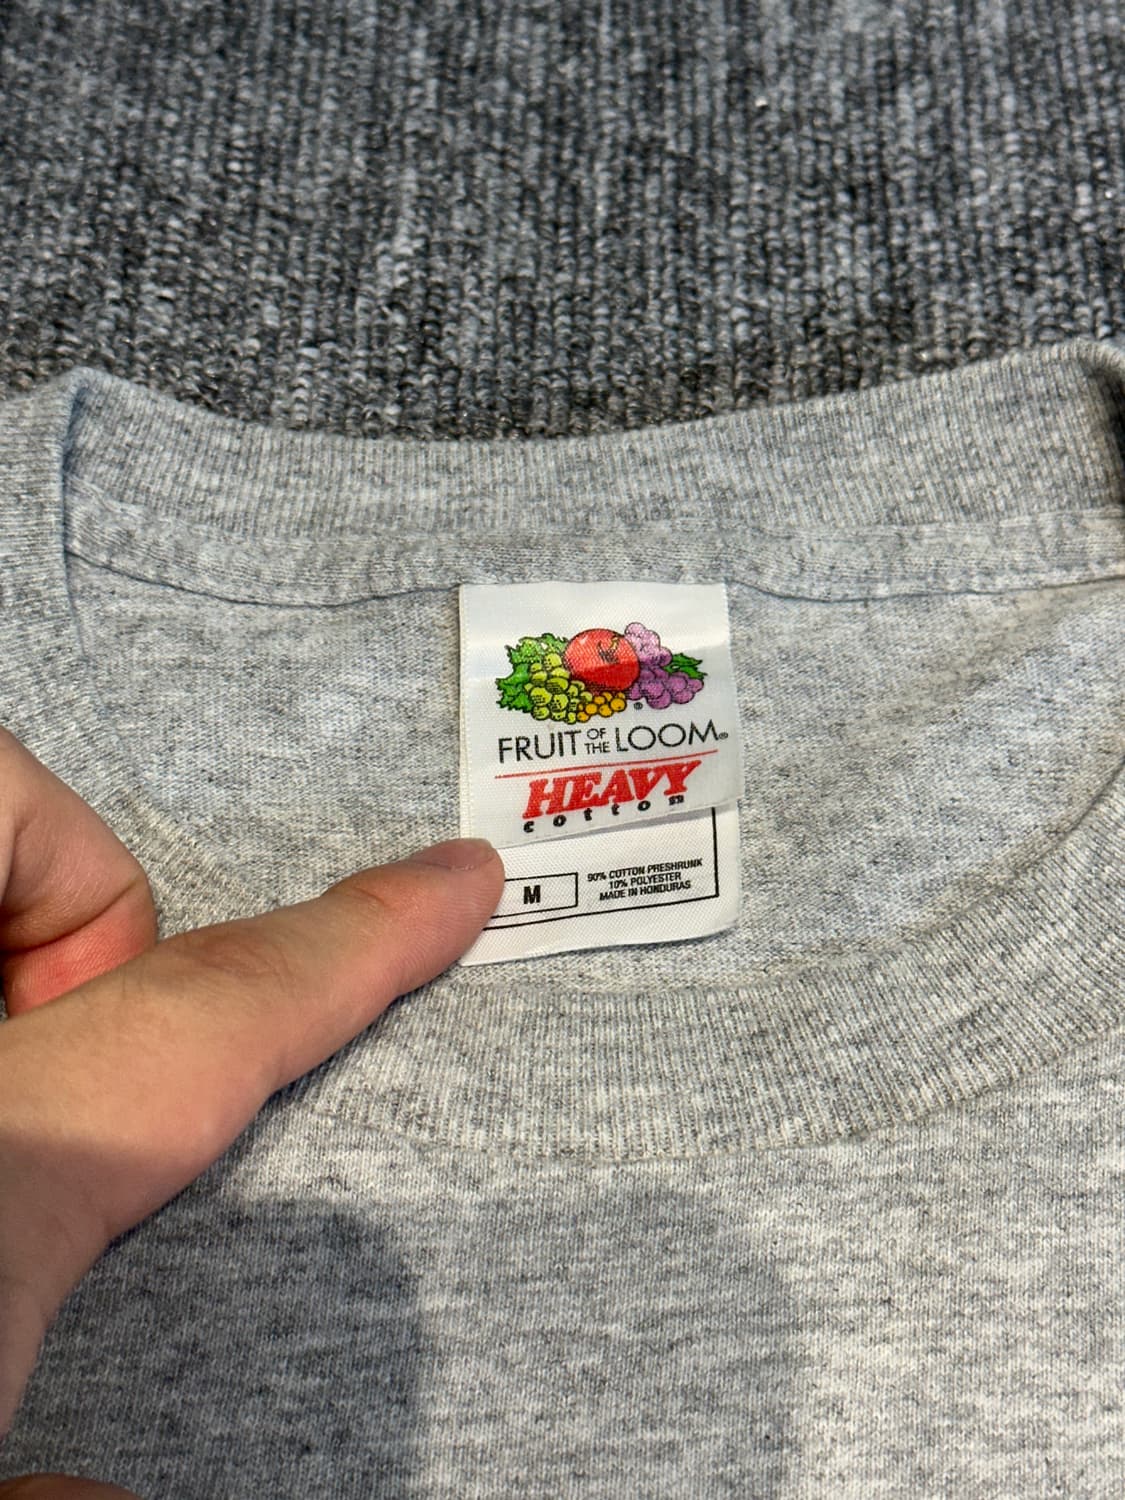 FRUIT OF THE LOOM®
HEAVY
cotton
M
90% COTTON PRESHRUNK
10% POLYESTER
MADE IN HONDURAS